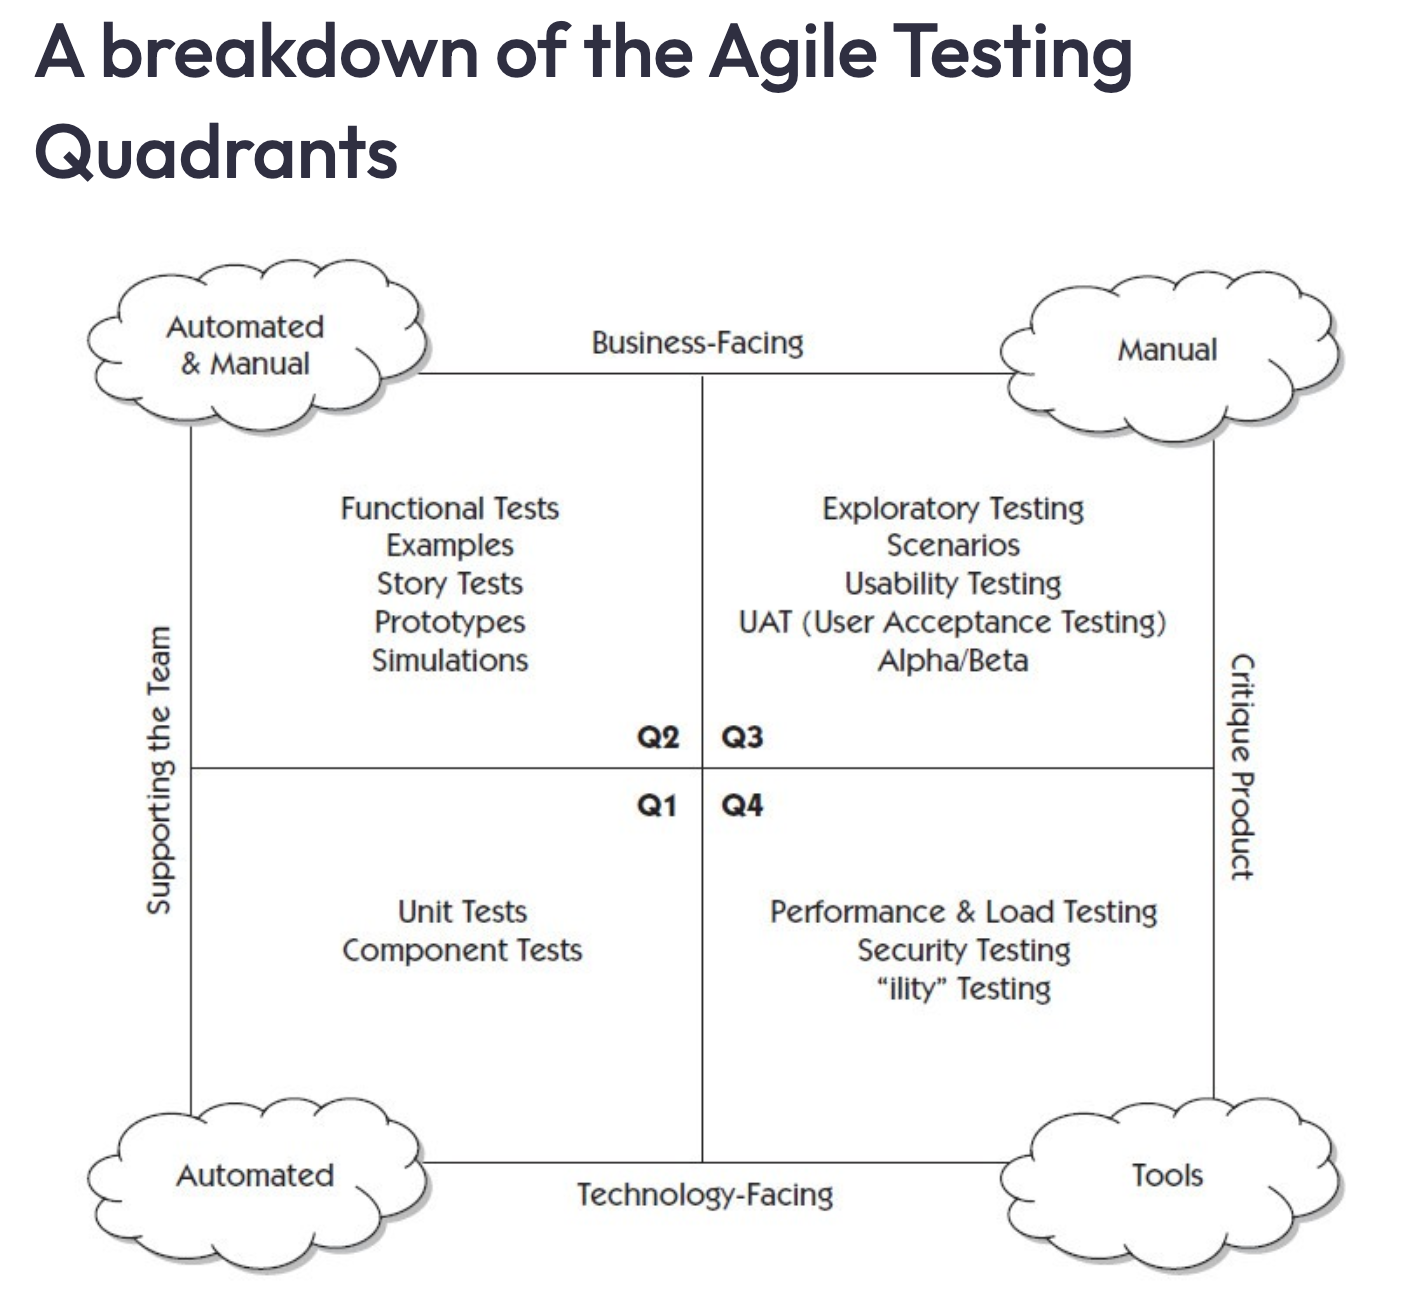 A breakdown of the Agile Testing
Quadrants
Automated
& Manual
Business-Facing
Manual
Functional Tests
Examples
Story Tests
Prototypes
Simulations
Exploratory Testing
Scenarios
Usability Testing
UAT (User Acceptance Testing)
Alpha/Beta
Supporting the Team
Critique Product
Q2
Q3
Q1
Q4
Unit Tests
Component Tests
Performance & Load Testing
Security Testing
“ility” Testing
Automated
Technology-Facing
Tools